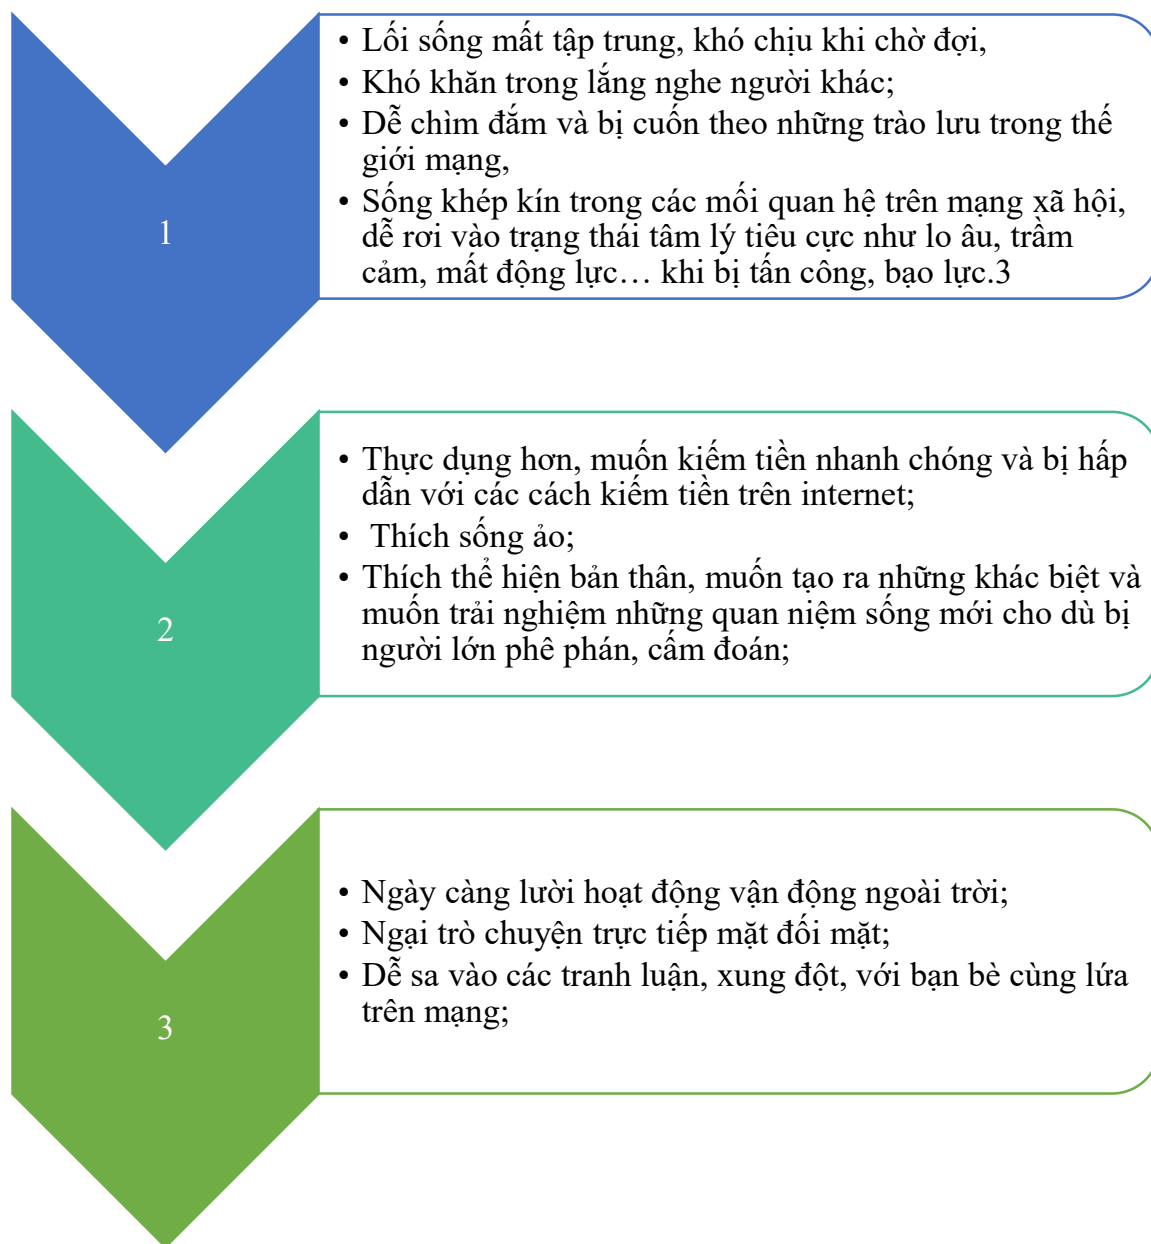 1
• Lối sống mất tập trung, khó chịu khi chờ đợi,
• Khó khăn trong lắng nghe người khác;
• Dễ chìm đắm và bị cuốn theo những trào lưu trong thế
giới mạng,
• Sống khép kín trong các mối quan hệ trên mạng xã hội,
dễ rơi vào trạng thái tâm lý tiêu cực như lo âu, trầm
cảm, mất động lực… khi bị tấn công, bạo lực.3
2
• Thực dụng hơn, muốn kiếm tiền nhanh chóng và bị hấp
dẫn với các cách kiếm tiền trên internet;
• Thích sống ảo;
• Thích thể hiện bản thân, muốn tạo ra những khác biệt và
muốn trải nghiệm những quan niệm sống mới cho dù bị
người lớn phê phán, cấm đoán;
3
• Ngày càng lười hoạt động vận động ngoài trời;
• Ngại trò chuyện trực tiếp mặt đối mặt;
• Dễ sa vào các tranh luận, xung đột, với bạn bè cùng lứa
trên mạng;